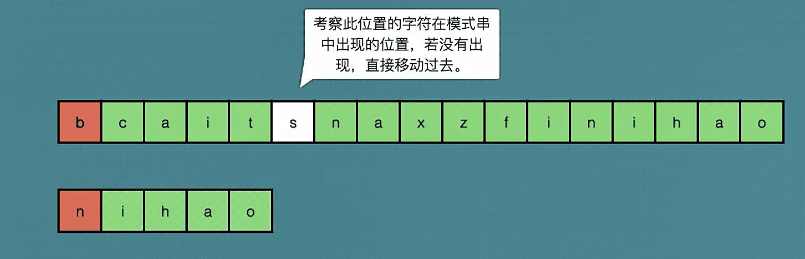 考察此位置的字符在模式串
中出现的位置，若没有出
现，直接移动过去。
b c a i t s n a x z f i n i h a o
n i h a o